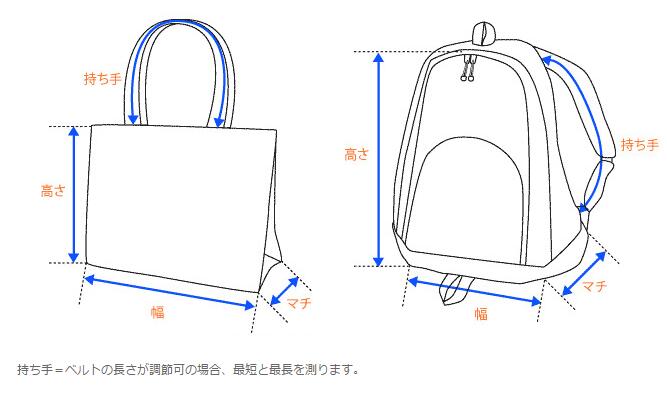 持ち手
高さ
幅
マチ
高さ
持ち手
幅
マチ
持ち手＝ベルトの長さが調節可の場合、最短と最長を測ります。